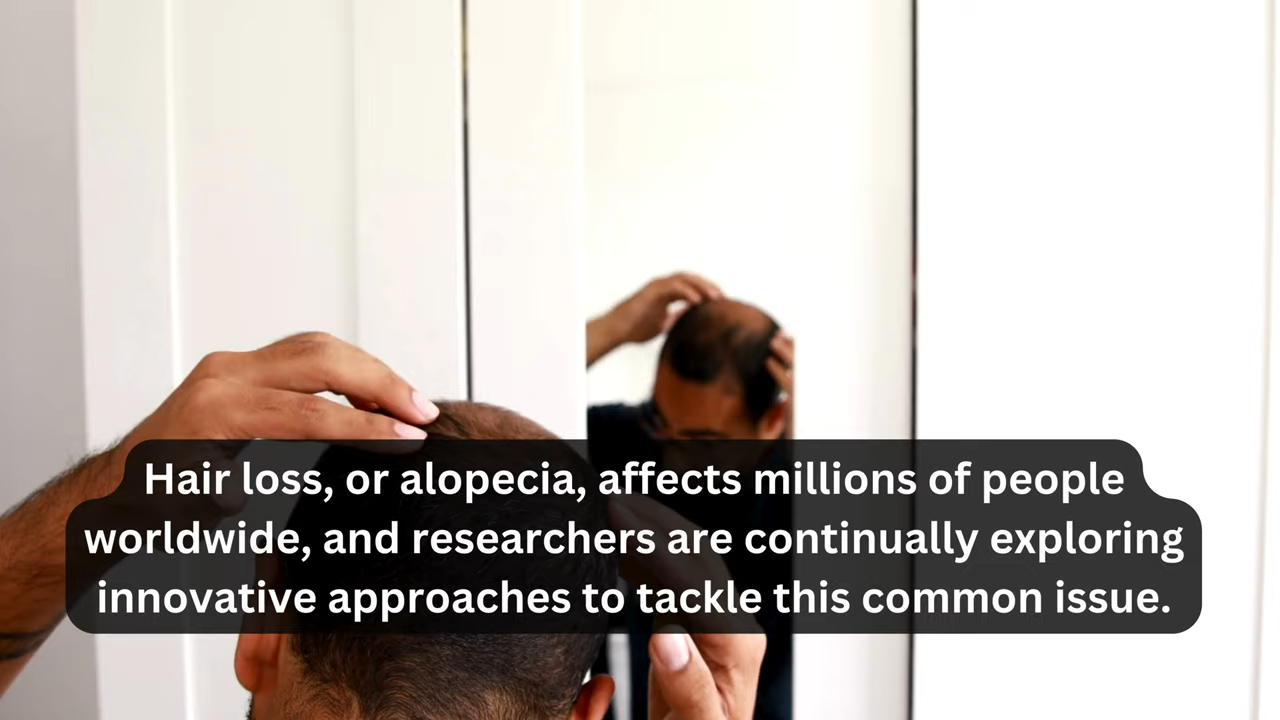 Hair loss, or alopecia, affects millions of people
worldwide, and researchers are continually exploring
innovative approaches to tackle this common issue.